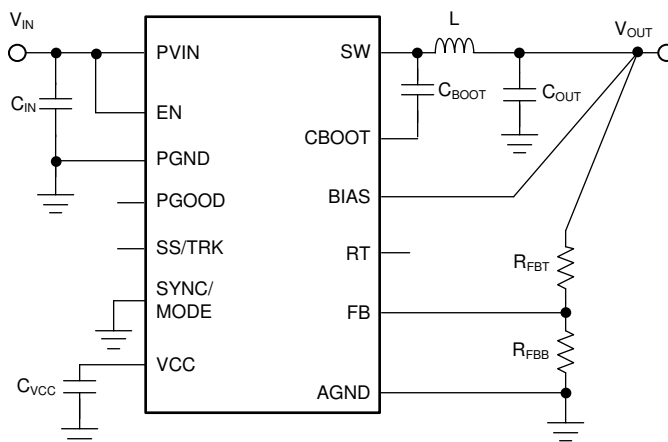 V_IN
C_IN
PVIN
EN
PGND
PGOOD
SS/TRK
SYNC/
MODE
VCC
C_VCC
SW
CBOOT
BIAS
RT
FB
AGND
L
C_BOOT
C_OUT
V_OUT
R_FBT
R_FBB